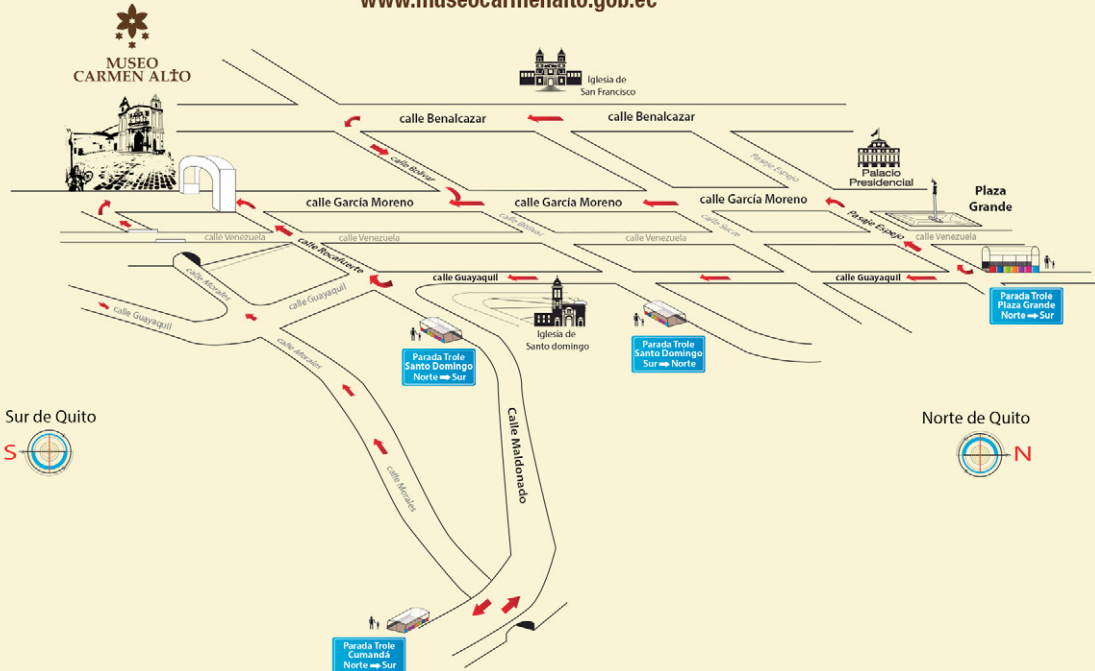 www.museocarmenalto.gob.ec
MUSEO
CARMEN ALTO
Iglesia de
San Francisco
calle Benalcazar
calle Benalcazar
calle Bolivar
Pasaje Espejo
Palacio
Presidencial
Plaza
Grande
calle García Moreno
calle García Moreno
calle García Moreno
calle Bolivar
calle Sucre
Pasaje Espejo
calle Venezuela
calle Venezuela
calle Venezuela
calle Venezuela
calle Rocafuerte
calle Morales
calle Guayaquil
calle Guayaquil
calle Guayaquil
calle Guayaquil
Parada Trole
Plaza Grande
Norte Sur
Iglesia de
Santo domingo
Parada Trole
Santo Domingo
Norte Sur
Parada Trole
Santo Domingo
Sur Norte
calle Morales
Sur de Quito
S
Norte de Quito
N
Calle Maldonado
calle Morales
Parada Trole
Cumandá
Norte Sur